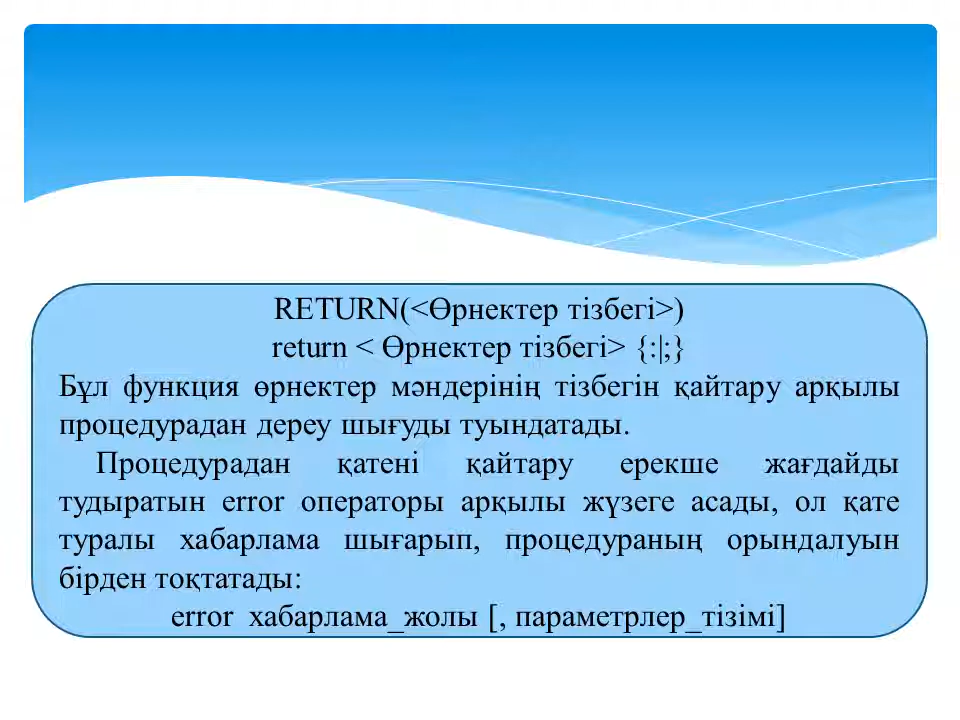 RETURN(<Өрнектер тізбегі>)
return < Өрнектер тізбегі> {:|;}
Бұл функция өрнектер мәндерінің тізбегін қайтару арқылы
процедурадан дереу шығуды туындатады.
Процедурадан қатені қайтару ерекше жағдайды
тудыратын error операторы арқылы жүзеге асады, ол қате
туралы хабарлама шығарып, процедураның орындалуын
бірден тоқтатады:
error хабарлама_жолы [, параметрлер_тізімі]